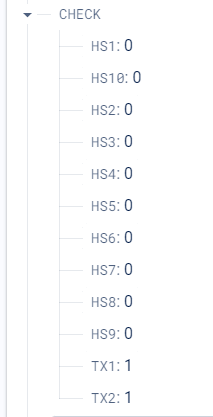 CHECK
HS1: 0
HS10: 0
HS2: 0
HS3: 0
HS4: 0
HS5: 0
HS6: 0
HS7: 0
HS8: 0
HS9: 0
TX1: 1
TX2: 1